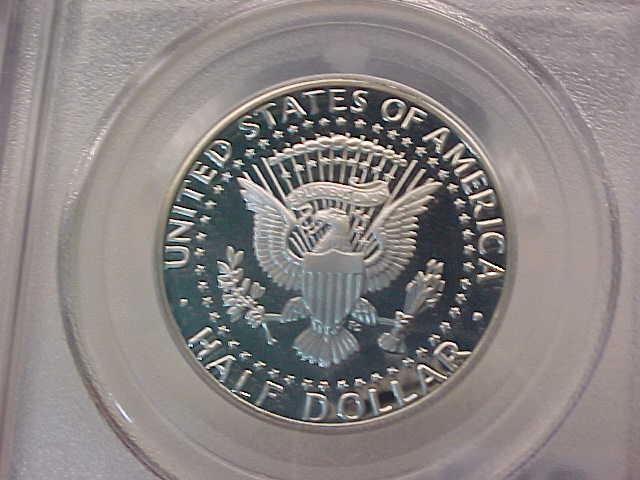 UNITED STATES OF AMERICA
HALF DOLLAR